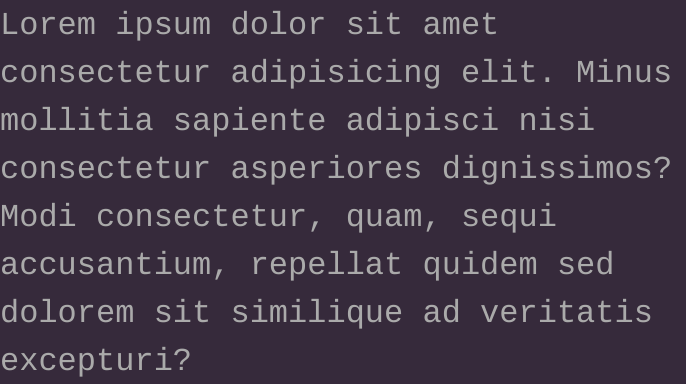 Lorem ipsum dolor sit amet
consectetur adipisicing elit. Minus
mollitia sapiente adipisci nisi
consectetur asperiores dignissimos?
Modi consectetur, quam, sequi
accusantium, repellat quidem sed
dolorem sit similique ad veritatis
excepturi?